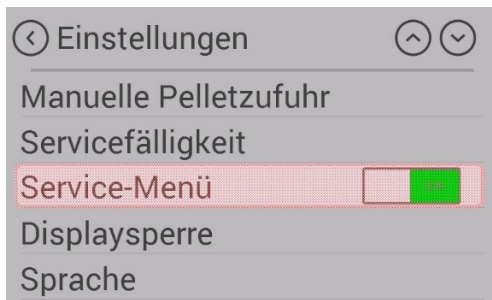 Einstellungen
Manuelle Pelletzufuhr
Servicefälligkeit
Service-Menü
Displaysperre
Sprache